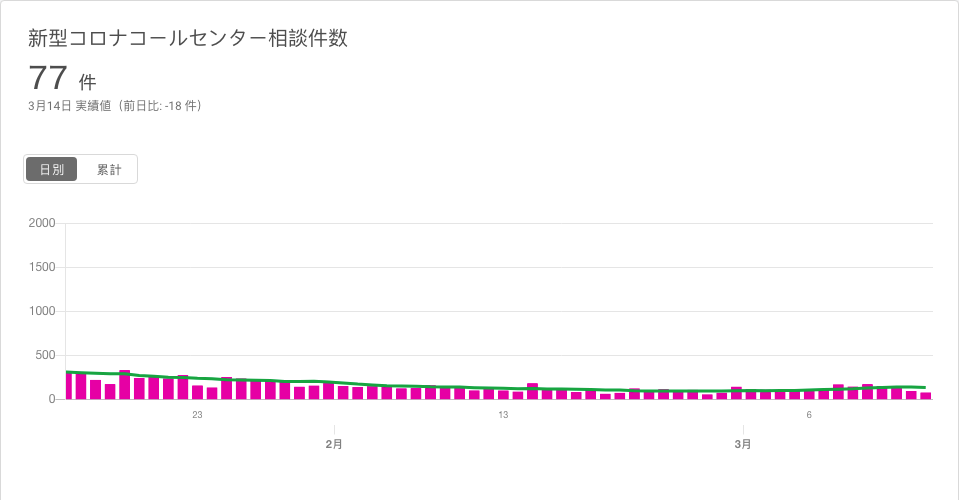 新型コロナコールセンター相談件数
77 件
3月14日 実績値（前日比: -18 件）
日別 累計
2000
1500
1000
500
0
23 13 6
2月 3月